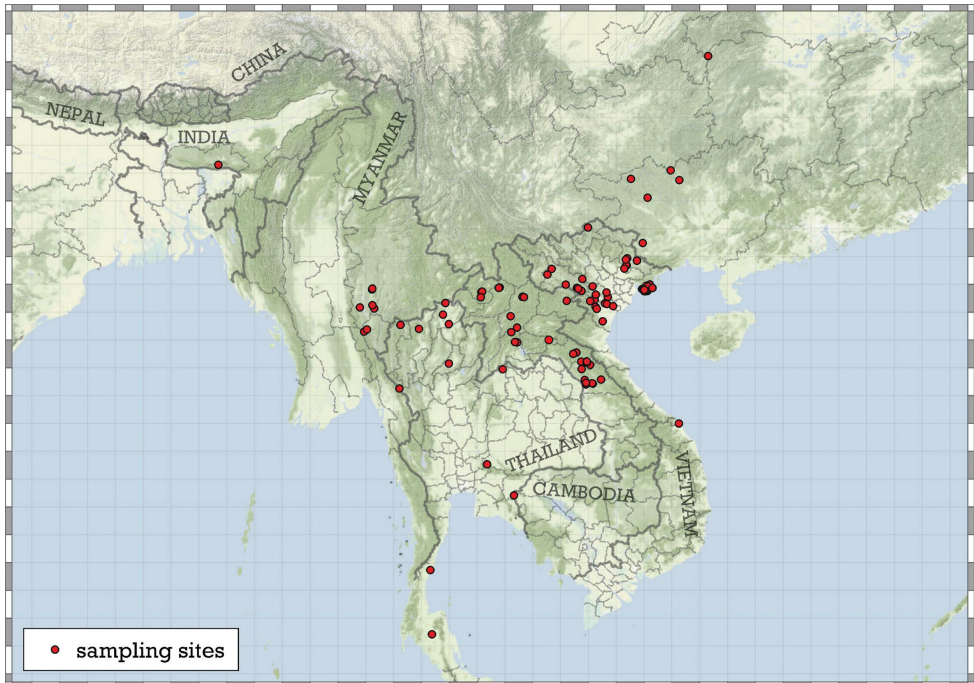 CHINA
NEPAL
INDIA
MYANMAR
THAILAND
CAMBODIA
VIETNAM
sampling sites